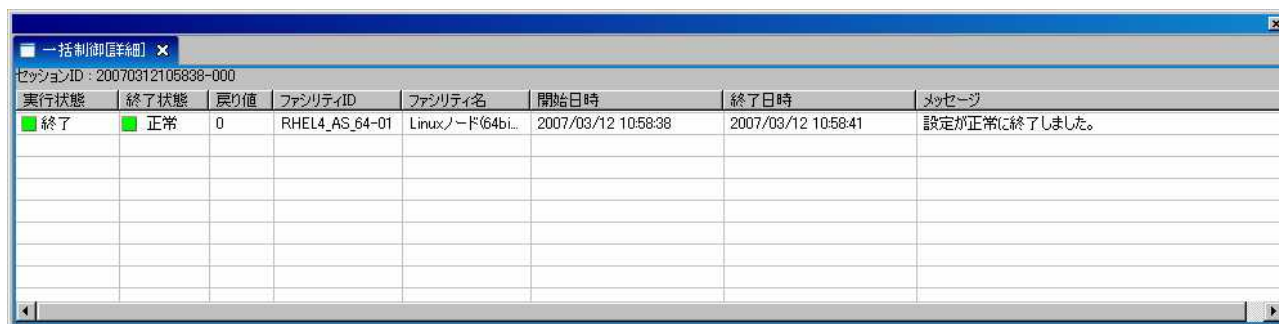 一括制御[詳細]
セッションID : 20070312105838-000
実行状態 終了状態 戻り値 ファシリティID ファシリティ名 開始日時 終了日時 メッセージ
終了 正常 0 RHEL4_AS_64-01 Linuxノード(64bi... 2007/03/12 10:58:38 2007/03/12 10:58:41 設定が正常に終了しました。